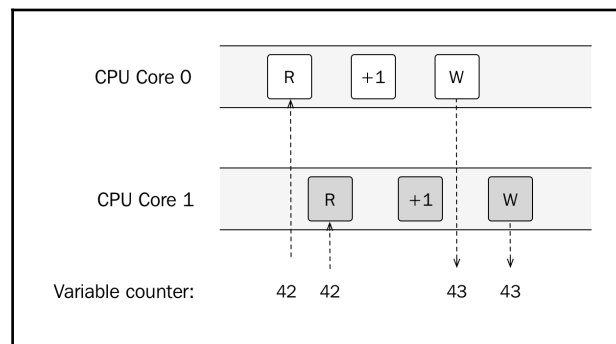 CPU Core 0 R +1 W
CPU Core 1 R +1 W
Variable counter: 42 42 43 43